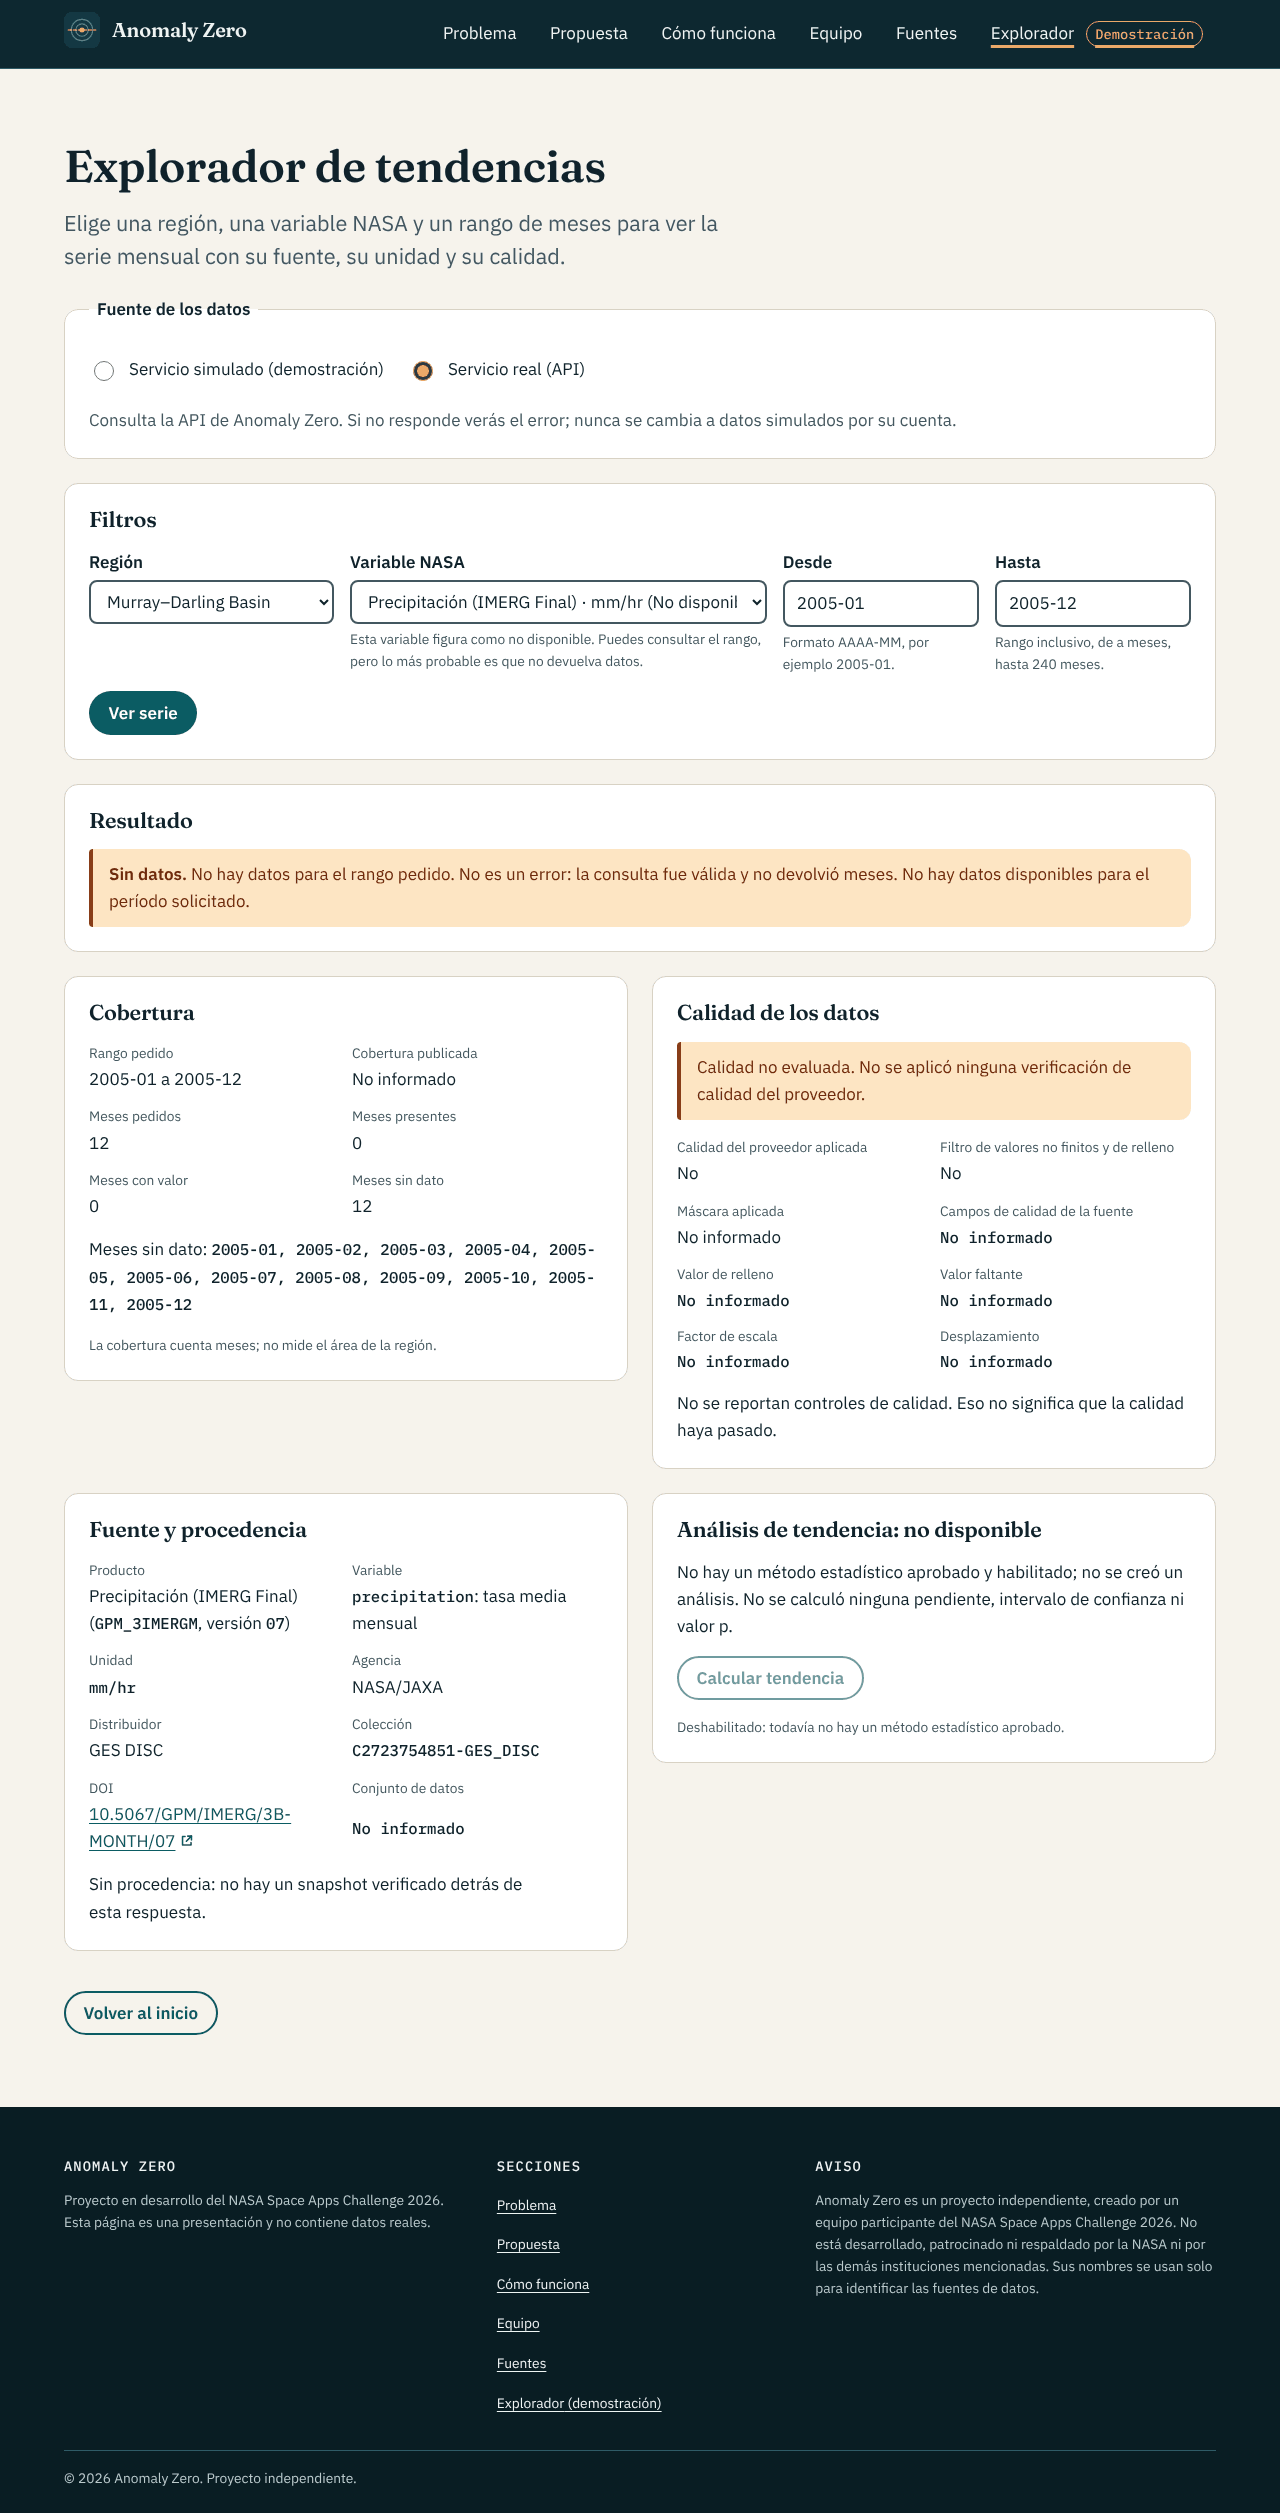 Anomaly Zero
Problema
Propuesta
Cómo funciona
Equipo
Fuentes
Explorador
Demostración
Explorador de tendencias
Elige una región, una variable NASA y un rango de meses para ver la
serie mensual con su fuente, su unidad y su calidad.
Fuente de los datos
Servicio simulado (demostración)
Servicio real (API)
Consulta la API de Anomaly Zero. Si no responde verás el error; nunca se cambia a datos simulados por su cuenta.
Filtros
Región
Murray–Darling Basin
Variable NASA
Precipitación (IMERG Final) · mm/hr (No disponil
Esta variable figura como no disponible. Puedes consultar el rango,
pero lo más probable es que no devuelva datos.
Desde
2005-01
Formato AAAA-MM, por
ejemplo 2005-01.
Hasta
2005-12
Rango inclusivo, de a meses,
hasta 240 meses.
Ver serie
Resultado
Sin datos. No hay datos para el rango pedido. No es un error: la consulta fue válida y no devolvió meses. No hay datos disponibles para el
período solicitado.
Cobertura
Rango pedido
2005-01 a 2005-12
Cobertura publicada
No informado
Meses pedidos
12
Meses presentes
0
Meses con valor
0
Meses sin dato
12
Meses sin dato: 2005-01, 2005-02, 2005-03, 2005-04, 2005-
05, 2005-06, 2005-07, 2005-08, 2005-09, 2005-10, 2005-
11, 2005-12
La cobertura cuenta meses; no mide el área de la región.
Calidad de los datos
Calidad no evaluada. No se aplicó ninguna verificación de
calidad del proveedor.
Calidad del proveedor aplicada
No
Filtro de valores no finitos y de relleno
No
Máscara aplicada
No informado
Campos de calidad de la fuente
No informado
Valor de relleno
No informado
Valor faltante
No informado
Factor de escala
No informado
Desplazamiento
No informado
No se reportan controles de calidad. Eso no significa que la calidad
haya pasado.
Fuente y procedencia
Producto
Precipitación (IMERG Final)
(GPM_3IMERGM, versión 07)
Variable
precipitation: tasa media
mensual
Unidad
mm/hr
Agencia
NASA/JAXA
Distribuidor
GES DISC
Colección
C2723754851-GES_DISC
DOI
10.5067/GPM/IMERG/3B-
MONTH/07
Conjunto de datos
No informado
Sin procedencia: no hay un snapshot verificado detrás de
esta respuesta.
Análisis de tendencia: no disponible
No hay un método estadístico aprobado y habilitado; no se creó un
análisis. No se calculó ninguna pendiente, intervalo de confianza ni
valor p.
Calcular tendencia
Deshabilitado: todavía no hay un método estadístico aprobado.
Volver al inicio
ANOMALY ZERO
Proyecto en desarrollo del NASA Space Apps Challenge 2026.
Esta página es una presentación y no contiene datos reales.
SECCIONES
Problema
Propuesta
Cómo funciona
Equipo
Fuentes
Explorador (demostración)
AVISO
Anomaly Zero es un proyecto independiente, creado por un
equipo participante del NASA Space Apps Challenge 2026. No
está desarrollado, patrocinado ni respaldado por la NASA ni por
las demás instituciones mencionadas. Sus nombres se usan solo
para identificar las fuentes de datos.
© 2026 Anomaly Zero. Proyecto independiente.